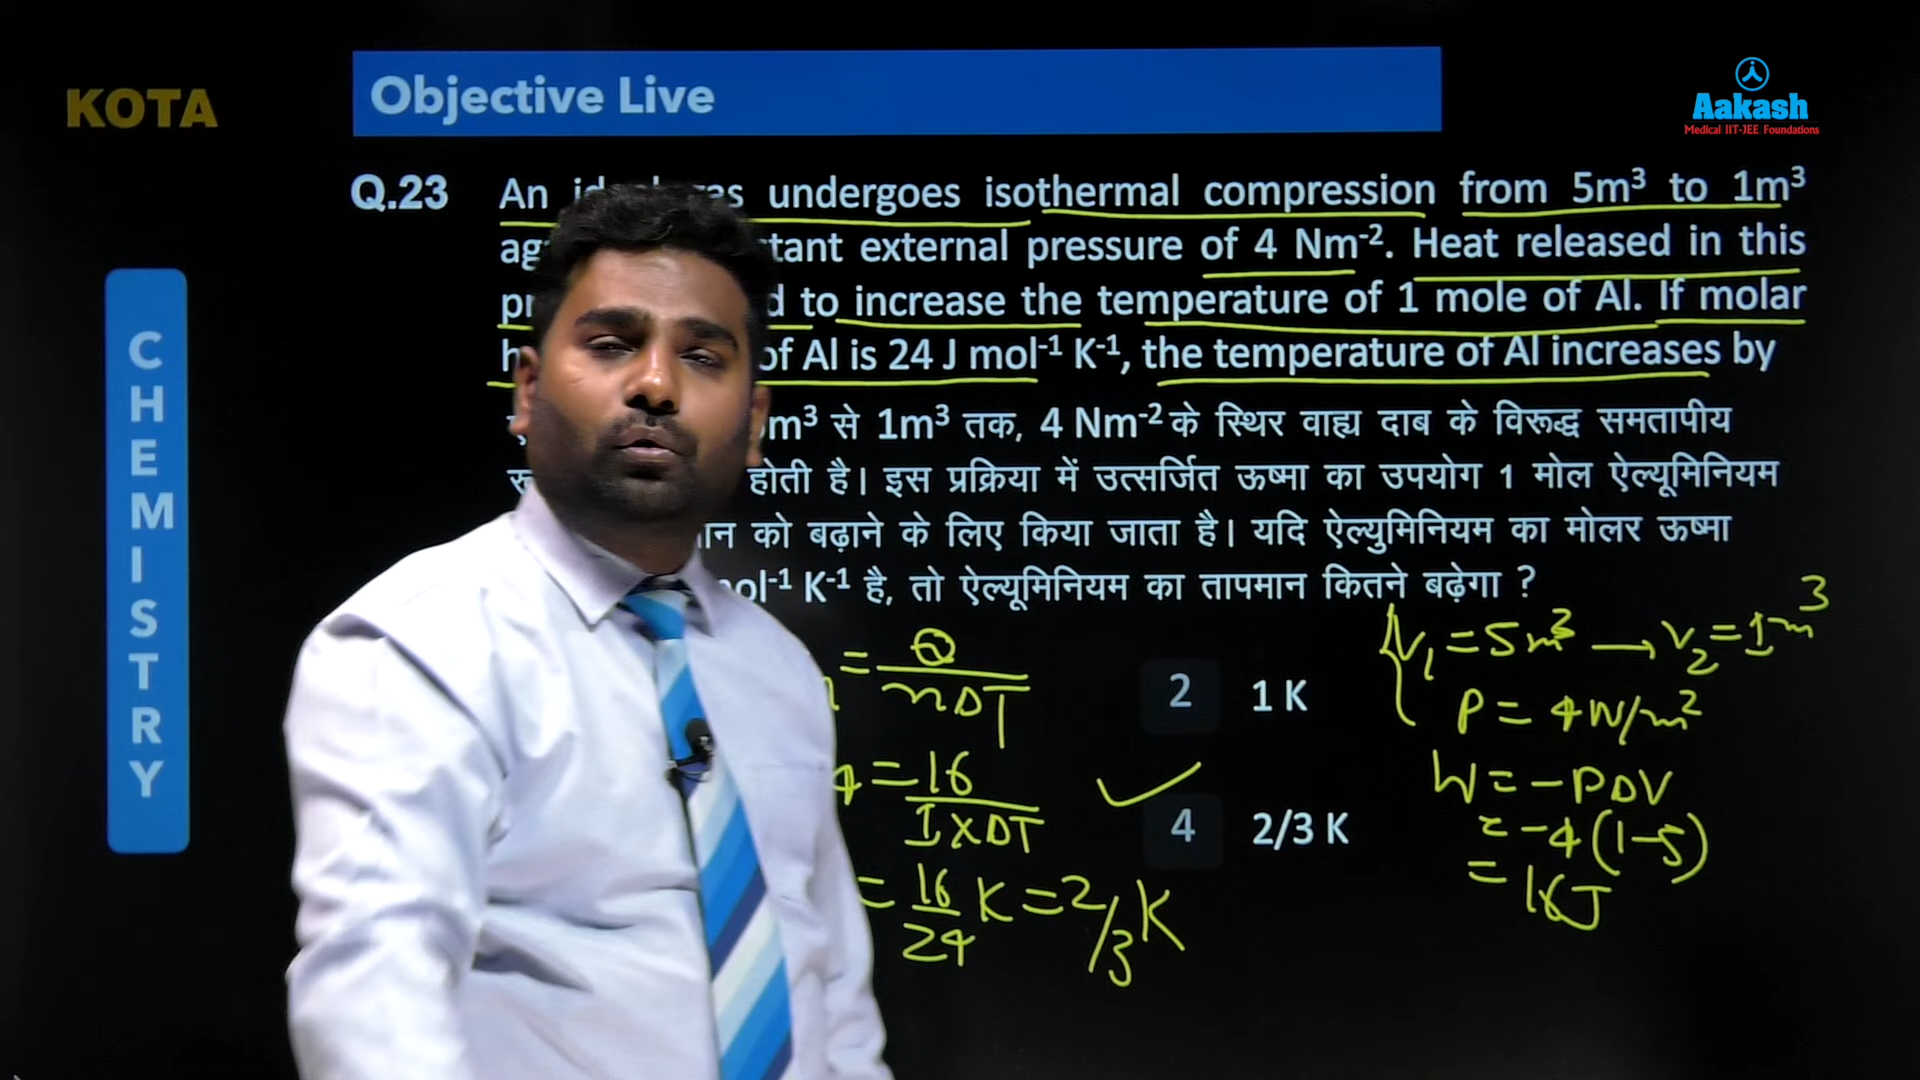 KOTA
Objective Live
Aakash
Medical IIT-JEE Foundations
CHEMISTRY
Q.23 An undergoes isothermal compression from 5m³ to 1m³
external pressure of 4 Nm⁻². Heat released in this
to increase the temperature of 1 mole of Al. If molar
of Al is 24 J mol⁻¹ K⁻¹, the temperature of Al increases by
m³ से 1m³ तक, 4 Nm⁻² के स्थिर वाह्य दाब के विरूद्ध समतापीय
होती है। इस प्रक्रिया में उत्सर्जित ऊष्मा का उपयोग 1 मोल ऐल्यूमिनियम
को बढ़ाने के लिए किया जाता है। यदि ऐल्युमिनियम का मोलर ऊष्मा
K⁻¹ है, तो ऐल्यूमिनियम का तापमान कितने बढ़ेगा ?
= Q/nΔT
2 1 K
= 16/1×ΔT
4 2/3 K
= 16/24 K = 2/3 K
V₁ = 5m³ → V₂ = 1m³
P = 4N/m²
W = -PΔV
= -4(1-5)
= 16J